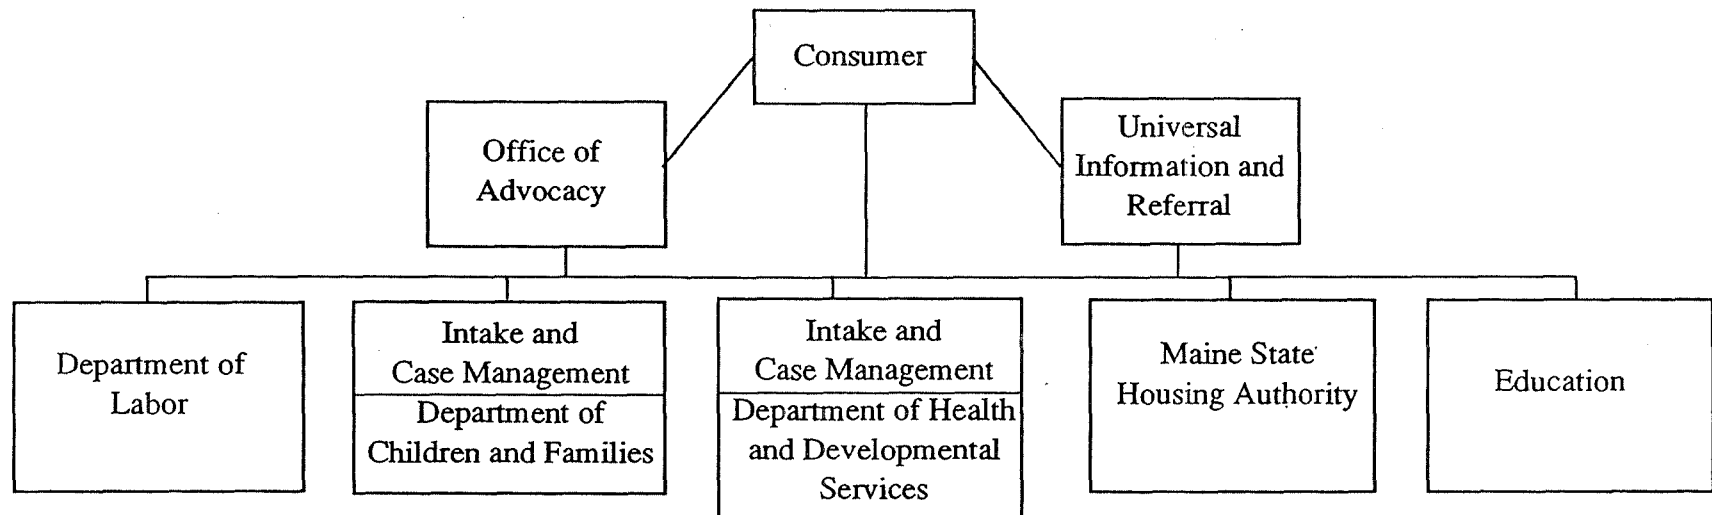 Consumer
Office of
Advocacy
Universal
Information and
Referral
Department of
Labor
Intake and
Case Management
Department of
Children and Families
Intake and
Case Management
Department of Health
and Developmental
Services
Maine State
Housing Authority
Education